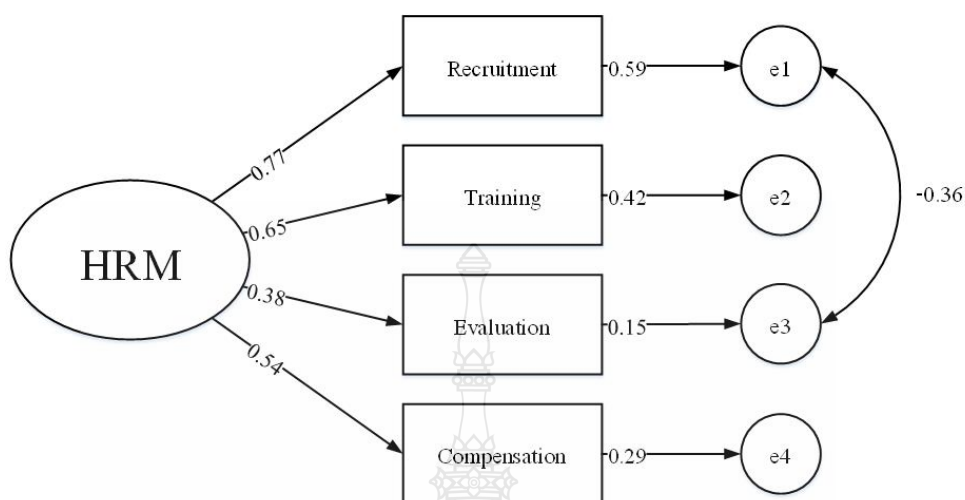 Recruitment
0.59
e1
0.77
Training
0.42
e2
-0.36
0.65
HRM
0.38
Evaluation
0.15
e3
0.54
Compensation
0.29
e4